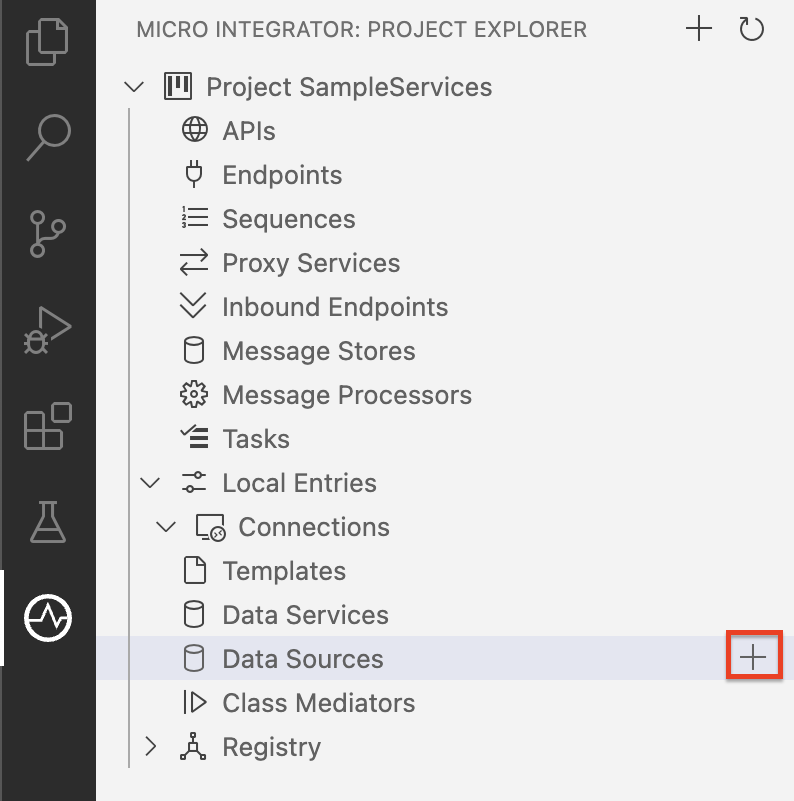 MICRO INTEGRATOR: PROJECT EXPLORER
Project SampleServices
APIs
Endpoints
Sequences
Proxy Services
Inbound Endpoints
Message Stores
Message Processors
Tasks
Local Entries
Connections
Templates
Data Services
Data Sources
Class Mediators
Registry